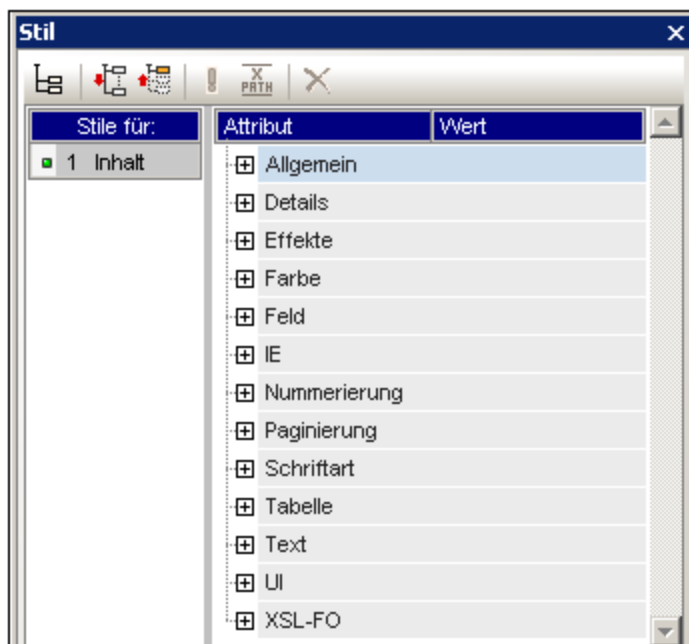 Stil
X
PATH
Stile für:
Attribut Wert
1 Inhalt
Allgemein
Details
Effekte
Farbe
Feld
IE
Nummerierung
Paginierung
Schriftart
Tabelle
Text
UI
XSL-FO